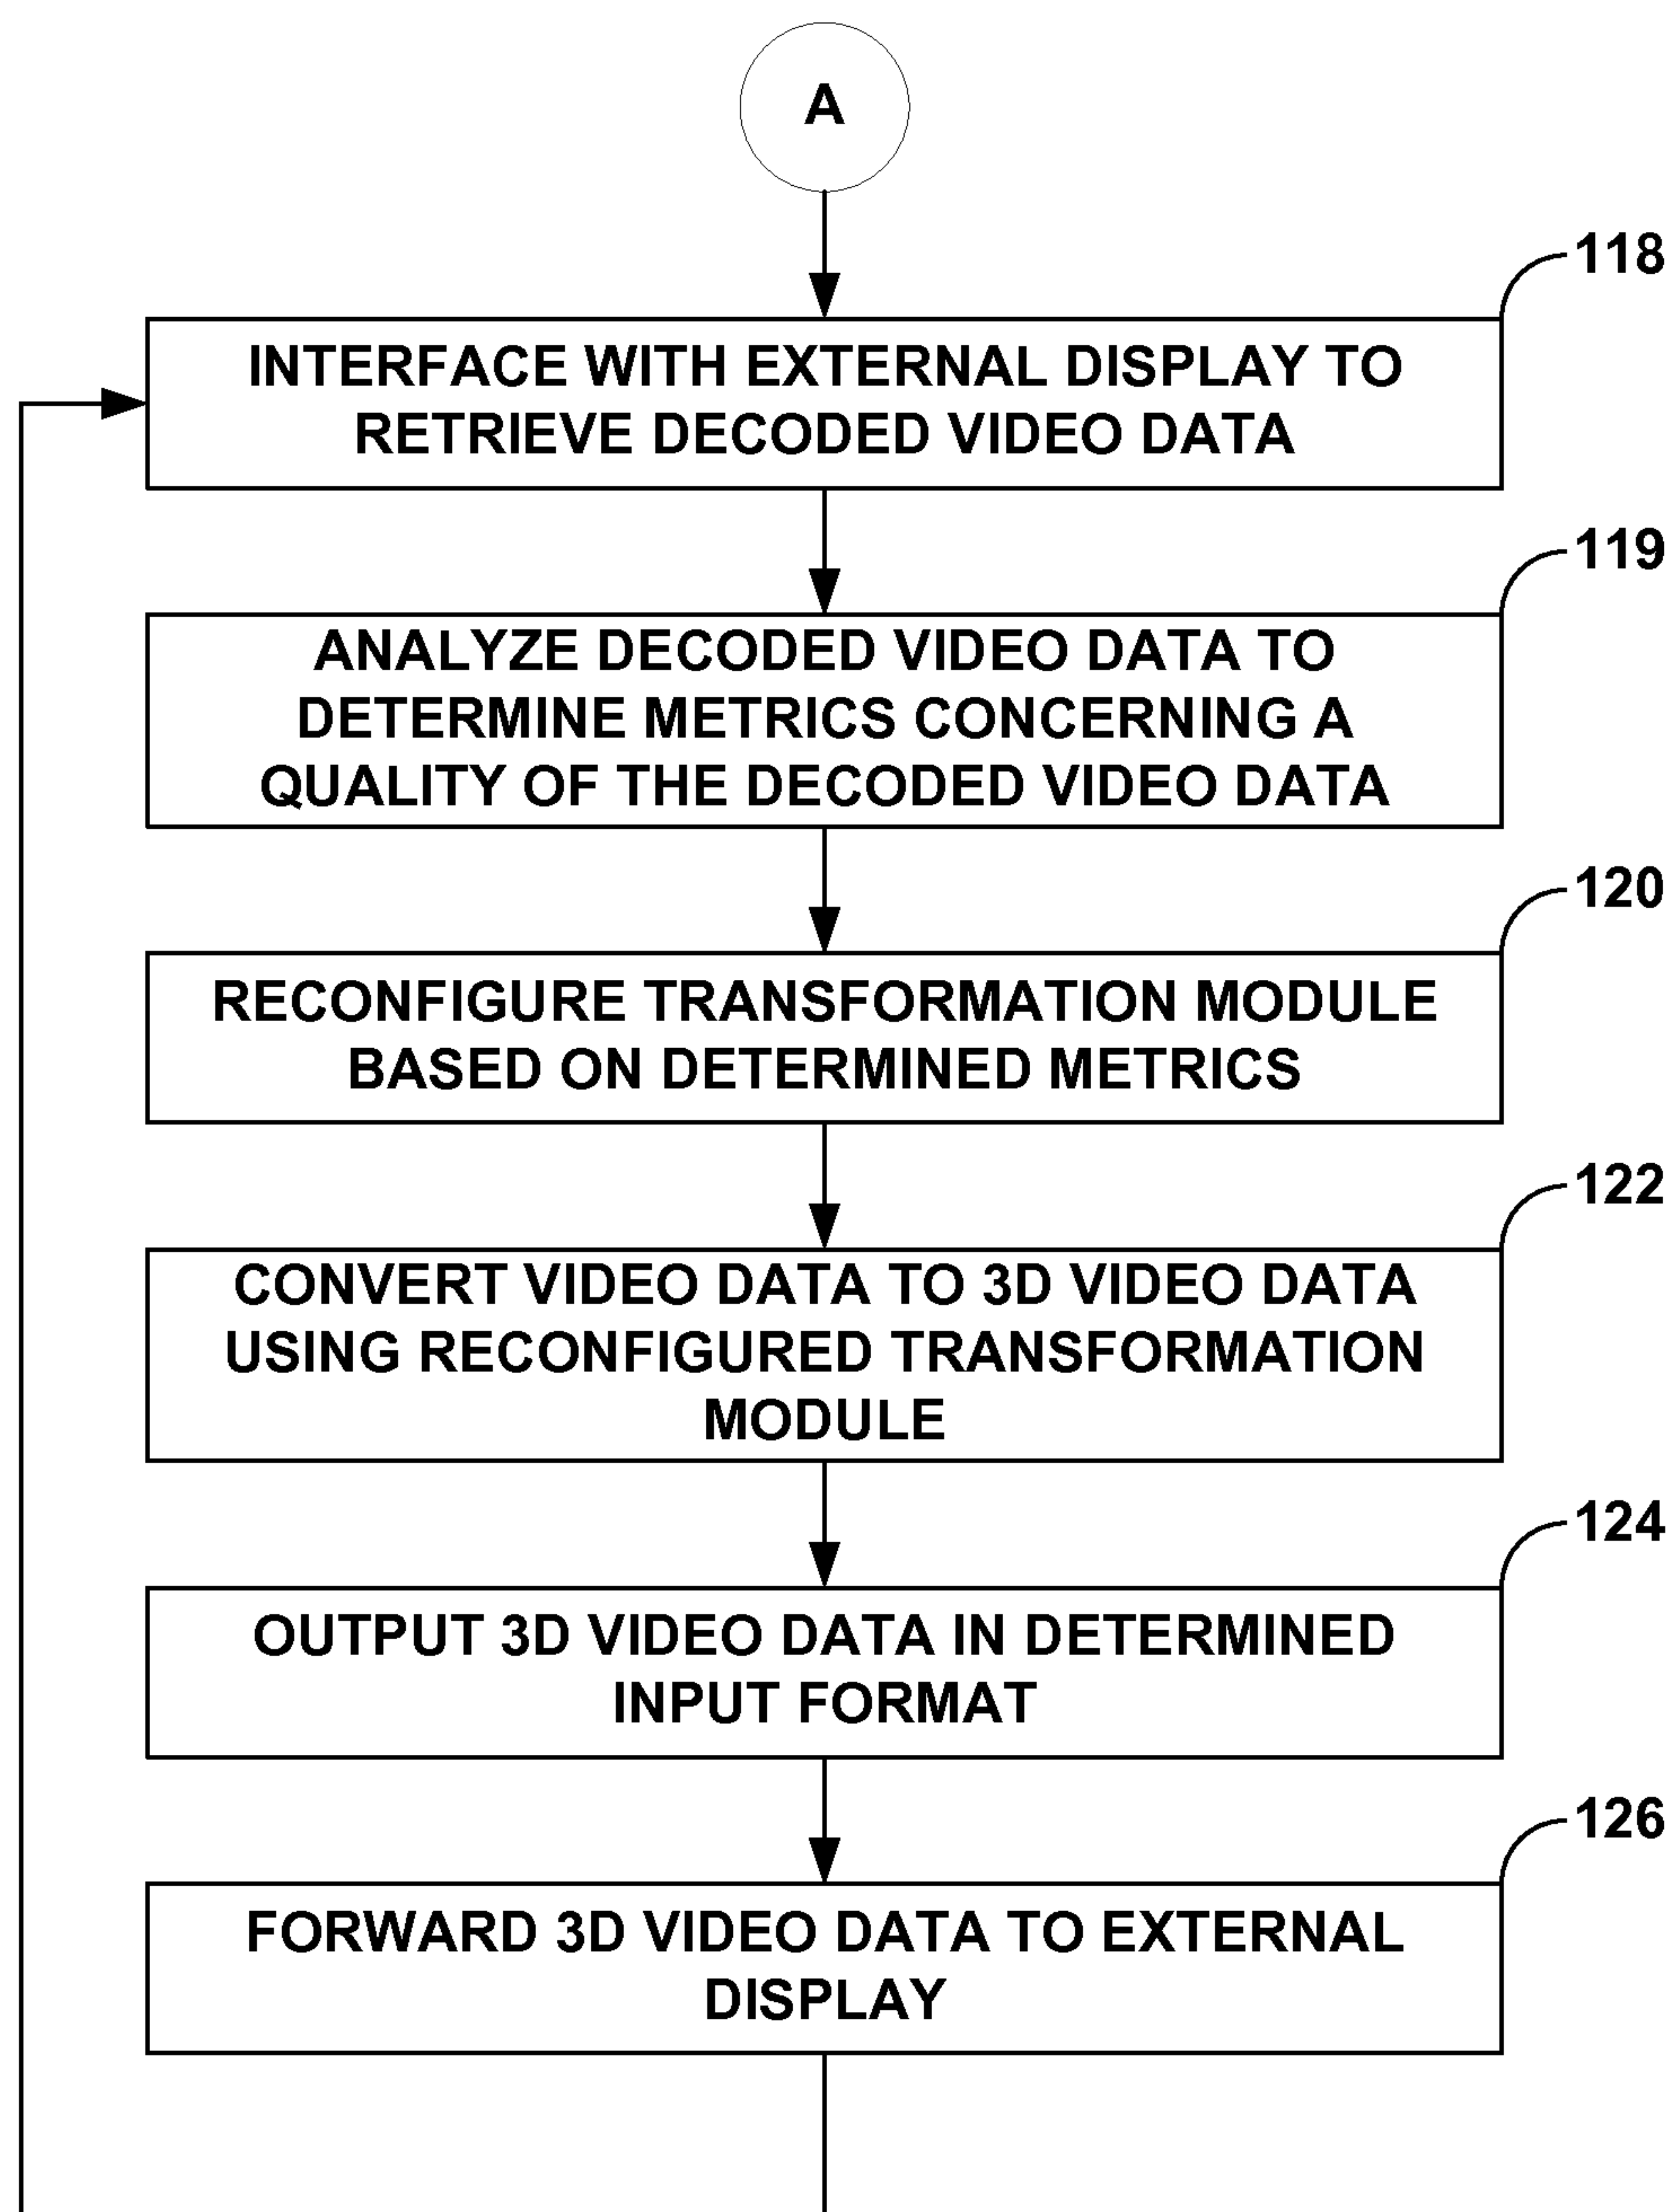 A
118
INTERFACE WITH EXTERNAL DISPLAY TO
RETRIEVE DECODED VIDEO DATA
119
ANALYZE DECODED VIDEO DATA TO
DETERMINE METRICS CONCERNING A
QUALITY OF THE DECODED VIDEO DATA
120
RECONFIGURE TRANSFORMATION MODULE
BASED ON DETERMINED METRICS
122
CONVERT VIDEO DATA TO 3D VIDEO DATA
USING RECONFIGURED TRANSFORMATION
MODULE
124
OUTPUT 3D VIDEO DATA IN DETERMINED
INPUT FORMAT
126
FORWARD 3D VIDEO DATA TO EXTERNAL
DISPLAY